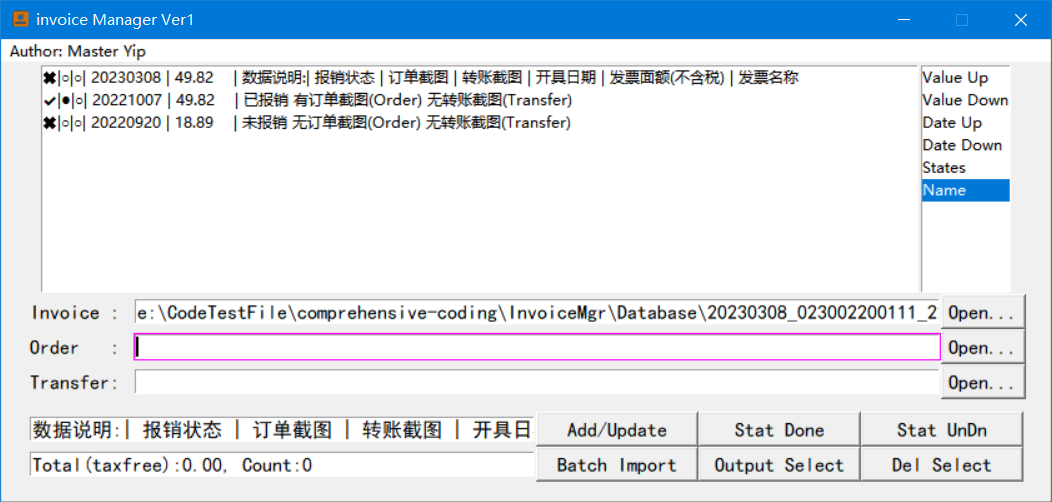 invoice Manager Ver1
Author: Master Yip
✖|○|○| 20230308 | 49.82 | 数据说明:| 报销状态 | 订单截图 | 转账截图 | 开具日期 | 发票面额(不含税) | 发票名称
✔|●|○| 20221007 | 49.82 | 已报销 有订单截图(Order) 无转账截图(Transfer)
✖|○|○| 20220920 | 18.89 | 未报销 无订单截图(Order) 无转账截图(Transfer)
Value Up
Value Down
Date Up
Date Down
States
Name
Invoice : e:\CodeTestFile\comprehensive-coding\InvoiceMgr\Database\20230308_023002200111_2 Open...
Order : Open...
Transfer: Open...
数据说明:| 报销状态 | 订单截图 | 转账截图 | 开具日 Add/Update Stat Done Stat UnDn
Total(taxfree):0.00, Count:0 Batch Import Output Select Del Select